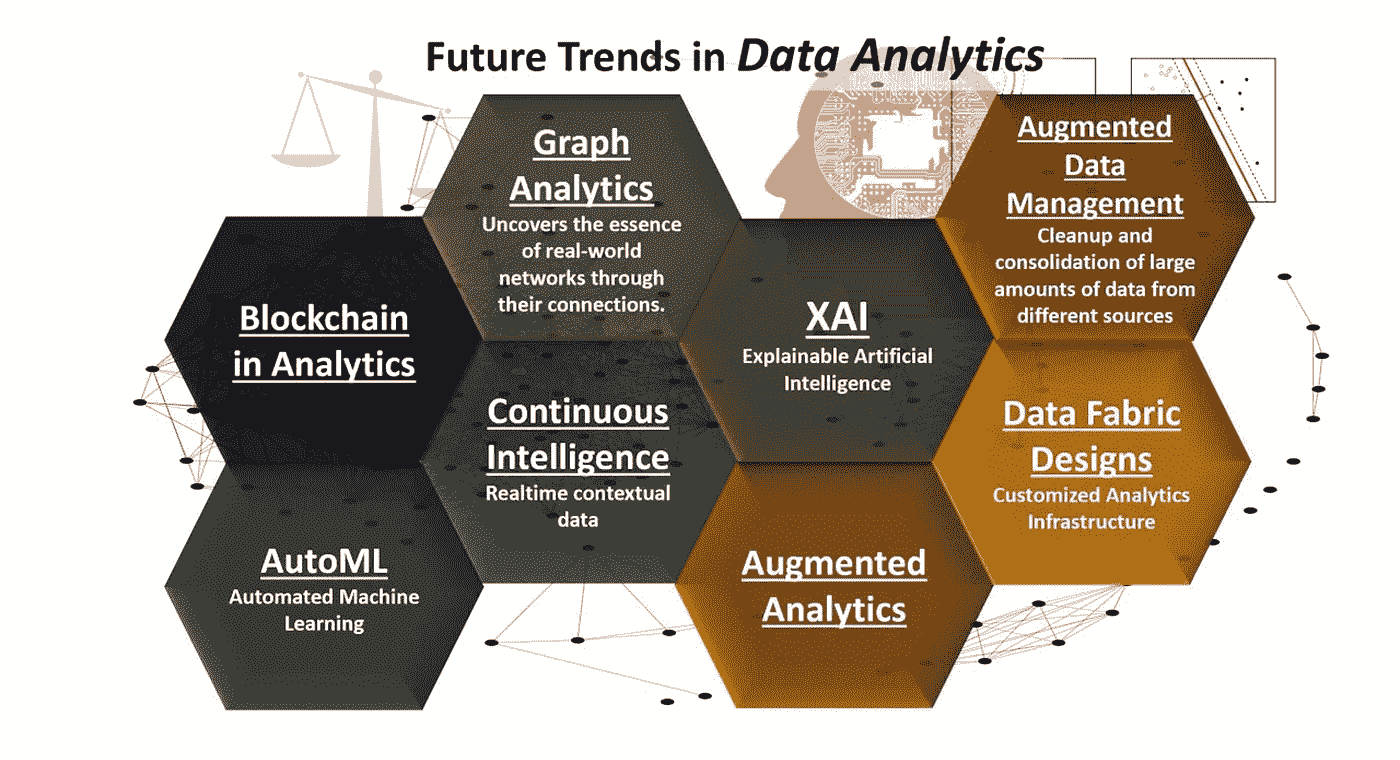 Future Trends in Data Analytics
Graph
Analytics
Uncovers the essence
of real-world
networks through
their connections.
Augmented
Data
Management
Cleanup and
consolidation of large
amounts of data from
different sources
Blockchain
in Analytics
XAI
Explainable Artificial
Intelligence
Continuous
Intelligence
Realtime contextual
data
Data Fabric
Designs
Customized Analytics
Infrastructure
AutoML
Automated Machine
Learning
Augmented
Analytics